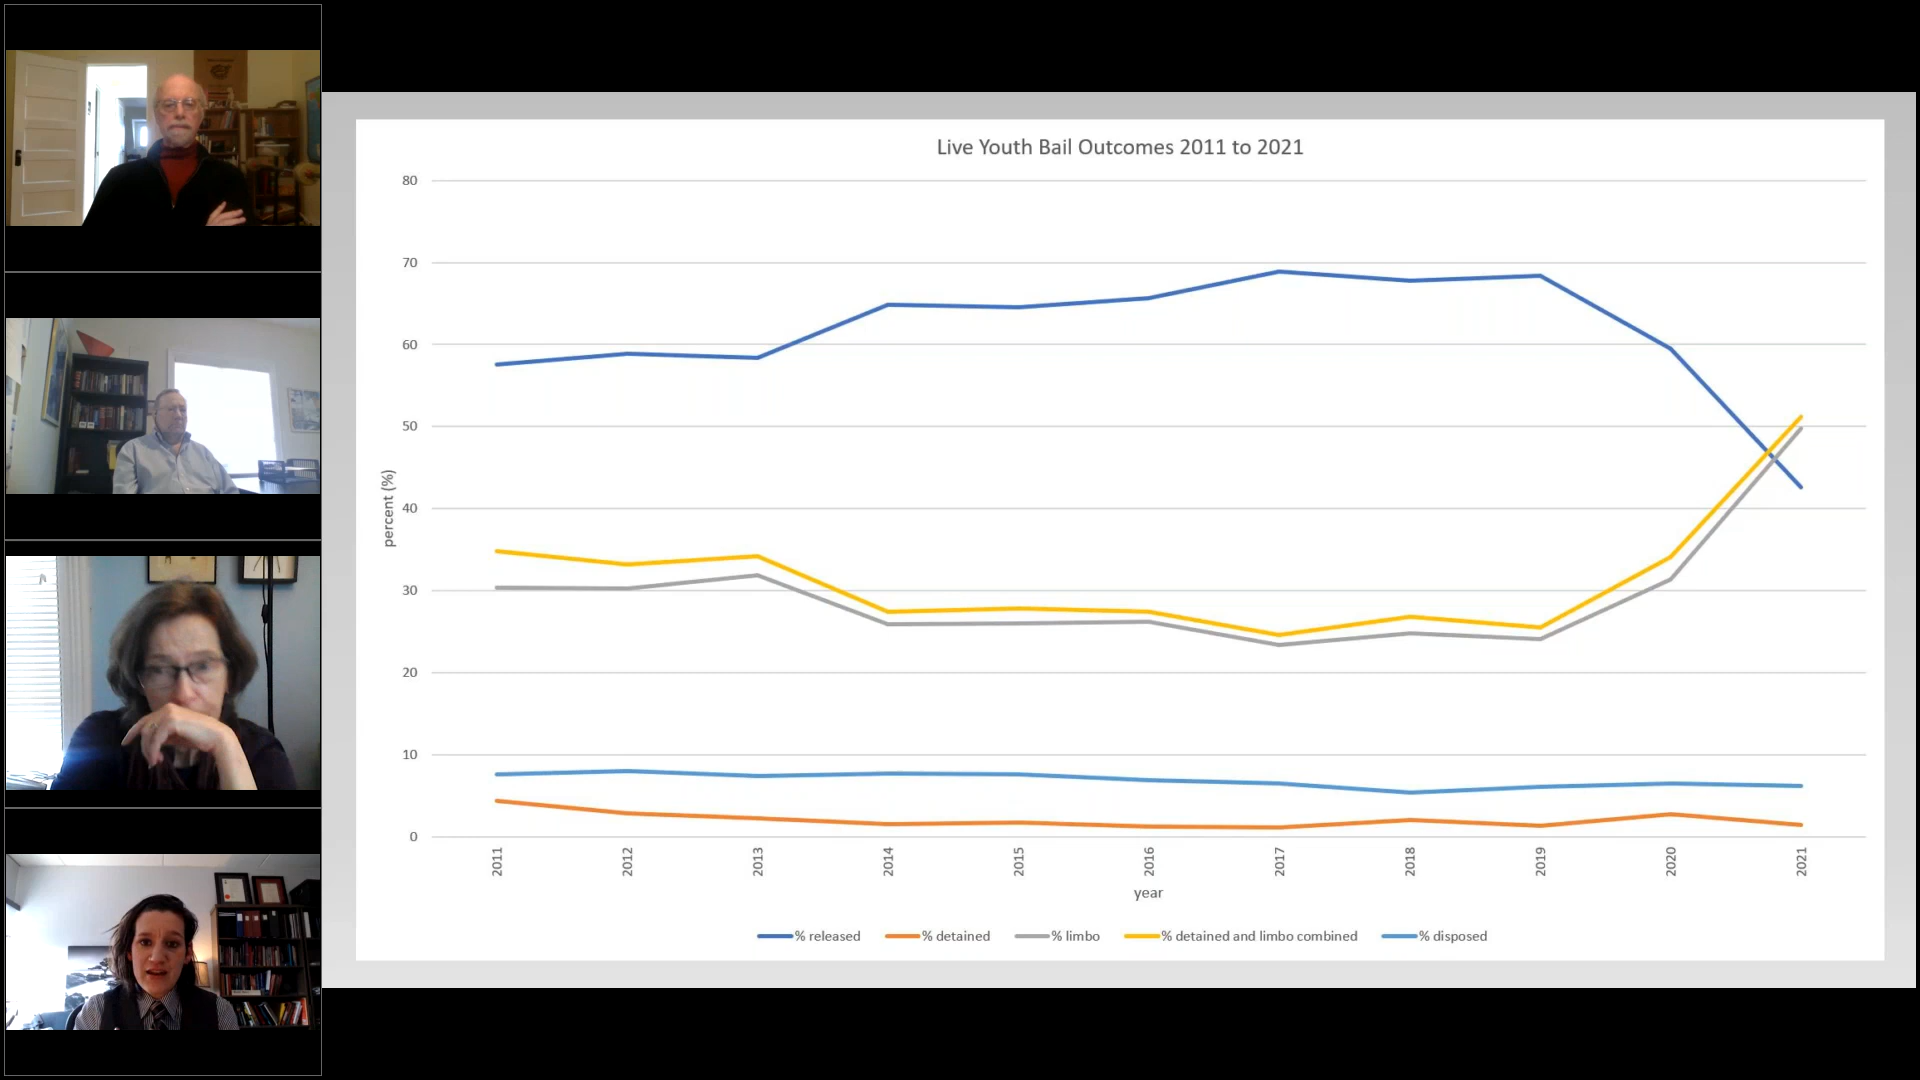 Live Youth Bail Outcomes 2011 to 2021
80
70
60
50
40
30
20
10
0
percent (%)
2011 2012 2013 2014 2015 2016 2017 2018 2019 2020 2021
year
% released % detained % limbo % detained and limbo combined % disposed